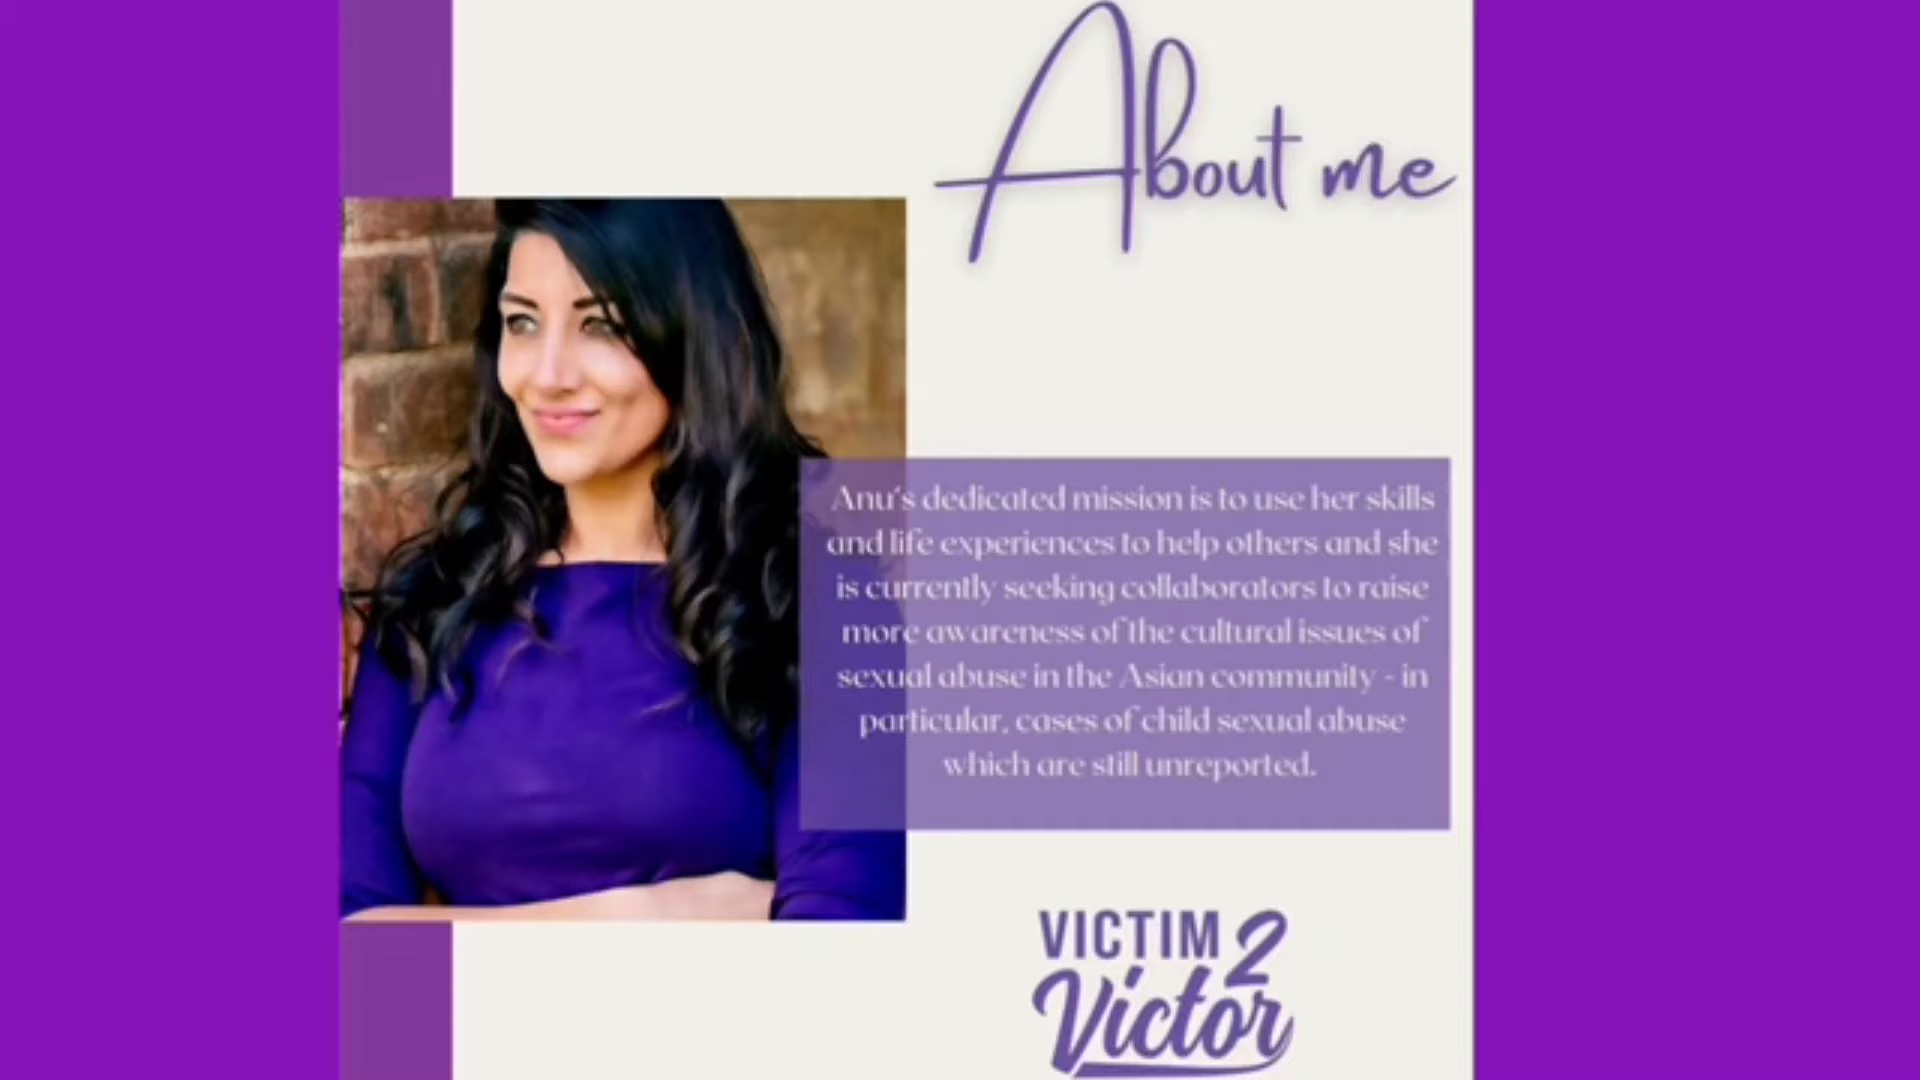 About me
Anu's dedicated mission is to use her skills
and life experiences to help others and she
is currently seeking collaborators to raise
more awareness of the cultural issues of
sexual abuse in the Asian community - in
particular, cases of child sexual abuse
which are still unreported.
VICTIM 2
Victor